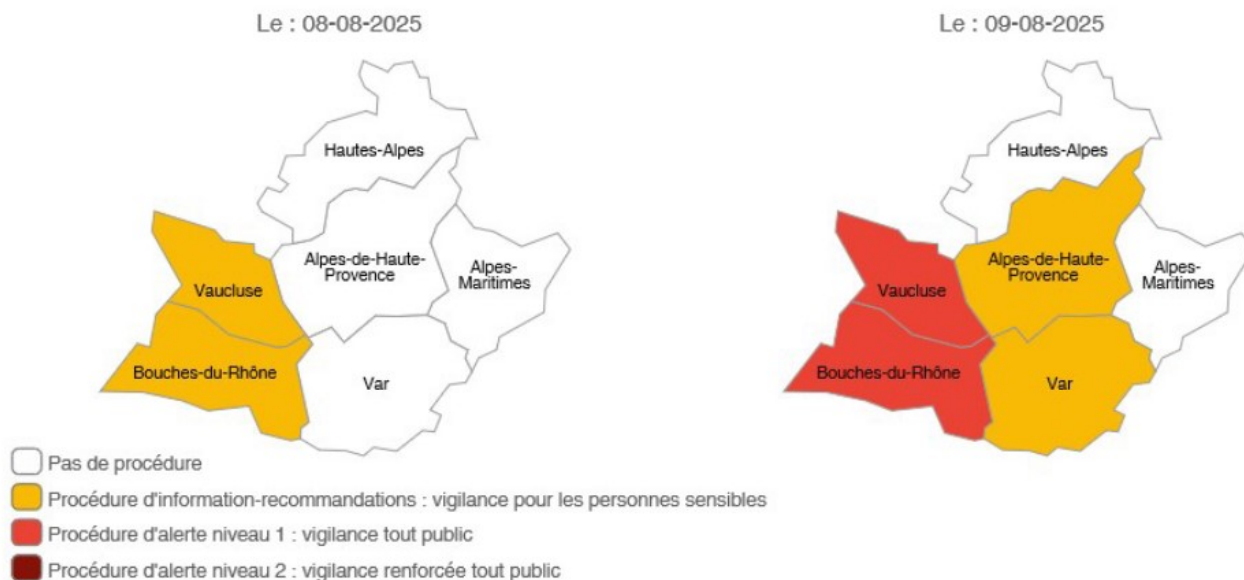 Le : 08-08-2025
Le : 09-08-2025
Hautes-Alpes
Alpes-de-Haute-
Provence
Alpes-
Maritimes
Vaucluse
Bouches-du-Rhône
Var
Hautes-Alpes
Alpes-de-Haute-
Provence
Alpes-
Maritimes
Vaucluse
Bouches-du-Rhône
Var
Pas de procédure
Procédure d'information-recommandations : vigilance pour les personnes sensibles
Procédure d'alerte niveau 1 : vigilance tout public
Procédure d'alerte niveau 2 : vigilance renforcée tout public